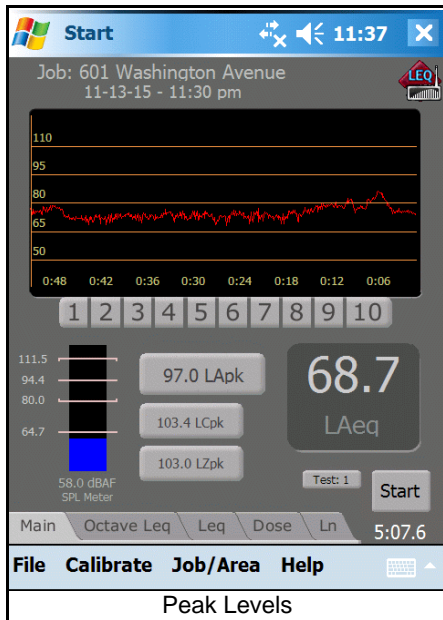 Start 11:37
Job: 601 Washington Avenue
11-13-15 - 11:30 pm
LEQ
110
95
80
65
50
0:48 0:42 0:36 0:30 0:24 0:18 0:12 0:06
1 2 3 4 5 6 7 8 9 10
111.5
94.4
80.0
64.7
58.0 dBAF
SPL Meter
97.0 LApk
103.4 LCpk
103.0 LZpk
68.7
LAeq
Test: 1
Start
Main Octave Leq Leq Dose Ln 5:07.6
File Calibrate Job/Area Help
Peak Levels